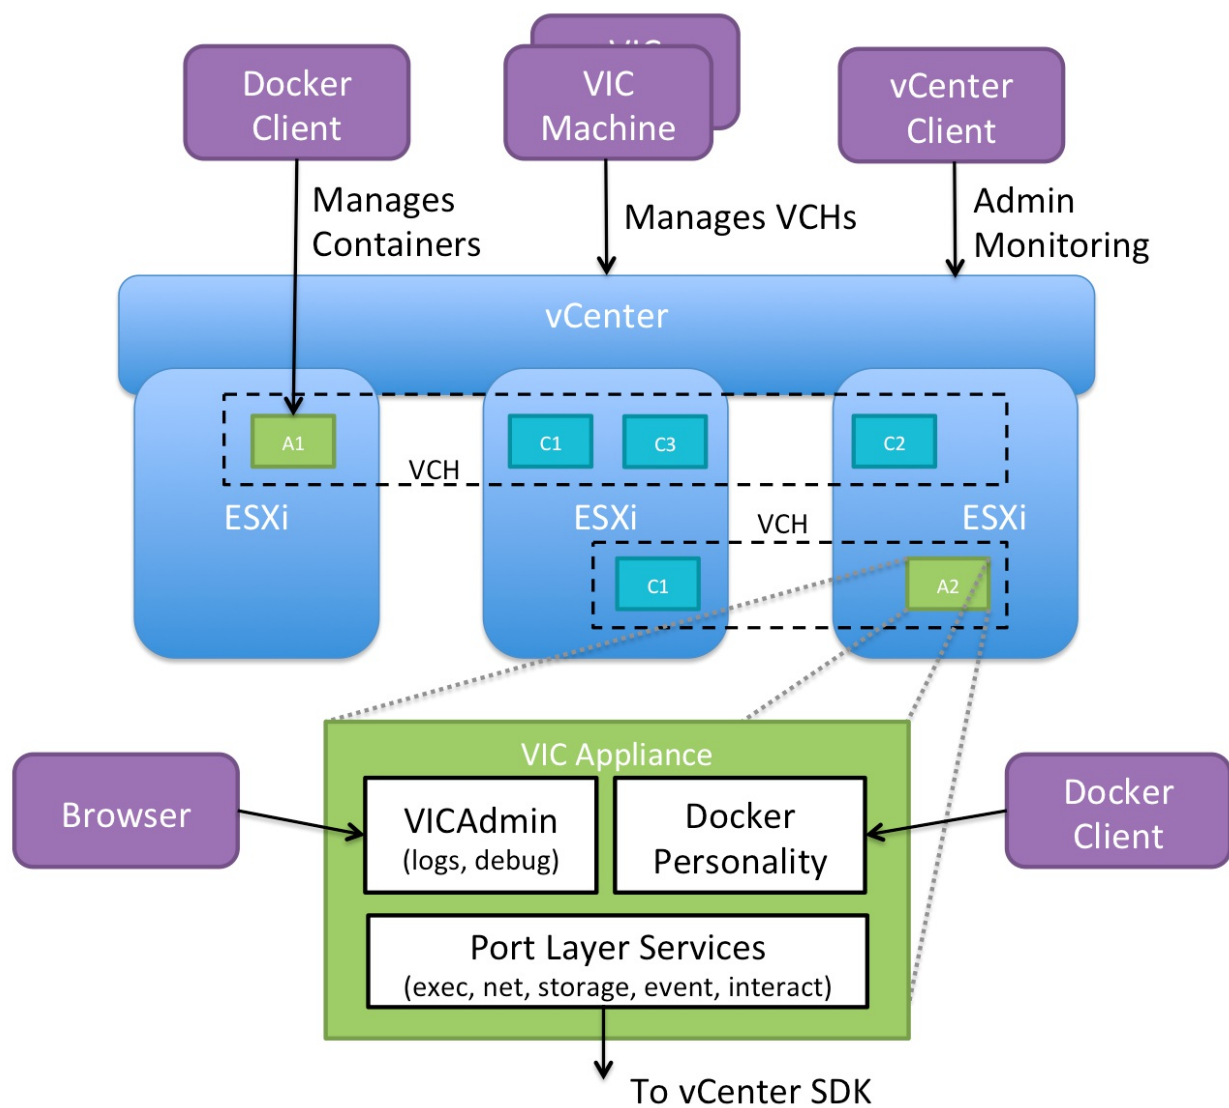 VIC
Docker
Client
VIC
Machine
vCenter
Client
Manages
Containers
Manages VCHs
Admin
Monitoring
vCenter
A1
C1
C3
C2
VCH
ESXi
ESXi
ESXi
VCH
C1
A2
VIC Appliance
Browser
VICAdmin
(logs, debug)
Docker
Personality
Docker
Client
Port Layer Services
(exec, net, storage, event, interact)
To vCenter SDK